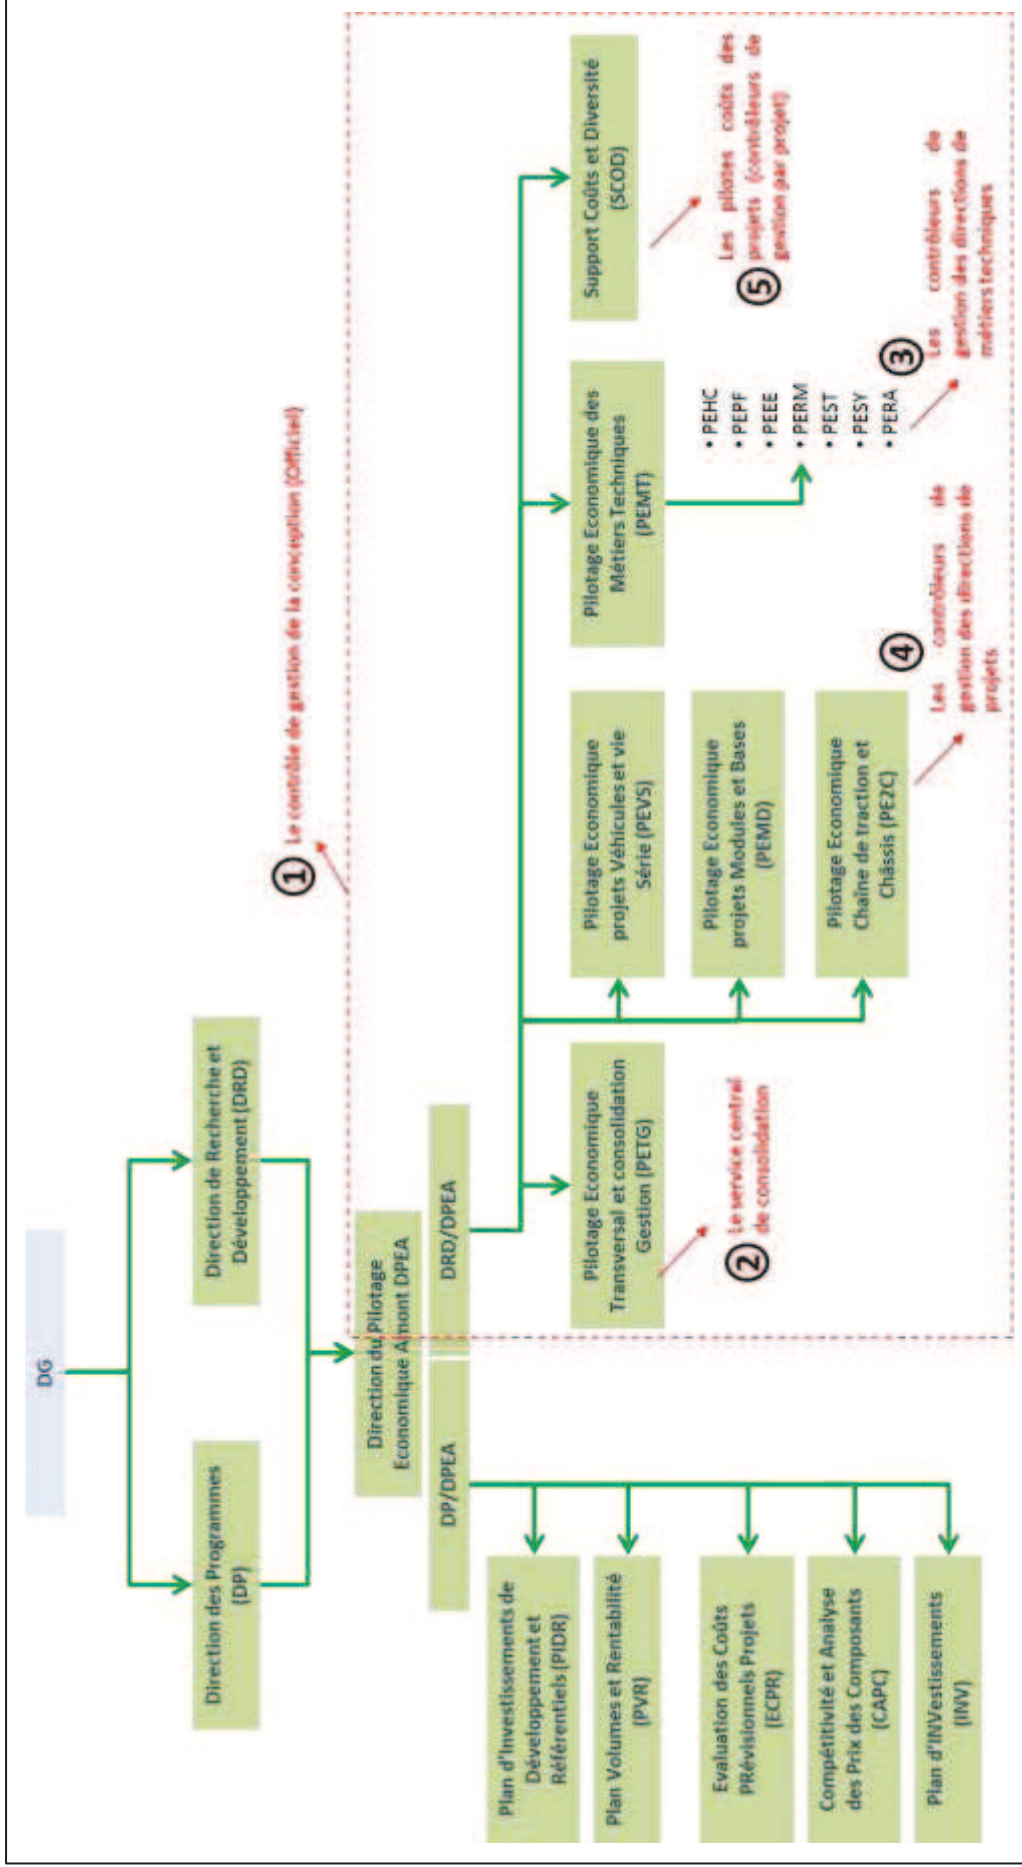 DG
Direction des Programmes
(DP)
Direction de Recherche et
Développement (DRD)
Direction du Pilotage
Economique Amont DPEA
DP/DPEA
DRD/DPEA
① Le contrôle de gestion de la conception (Officiel)
Plan d'Investissements de
Développement et
Référentiels (PIDR)
Plan Volumes et Rentabilité
(PVR)
Evaluation des Coûts
PRévisionnels Projets
(ECPR)
Compétitivité et Analyse
des Prix des Composants
(CAPC)
Plan d'INVestissements
(INV)
Pilotage Economique
Transversal et consolidation
Gestion (PETG)
② Le service central
de consolidation
Pilotage Economique
projets Véhicules et vie
Série (PEVS)
Pilotage Economique
projets Modules et Bases
(PEMD)
Pilotage Economique
Chaîne de traction et
Châssis (PE2C)
④
Les contrôleurs de
gestion des directions de
projets
Pilotage Economique des
Métiers Techniques
(PEMT)
• PEHC
• PEPF
• PEEE
• PERM
• PEST
• PESY
• PERA
③
Les contrôleurs de
gestion des directions de
métiers techniques
Support Coûts et Diversité
(SCOD)
⑤
Les pilotes coûts des
projets (contrôleurs de
gestion par projet)